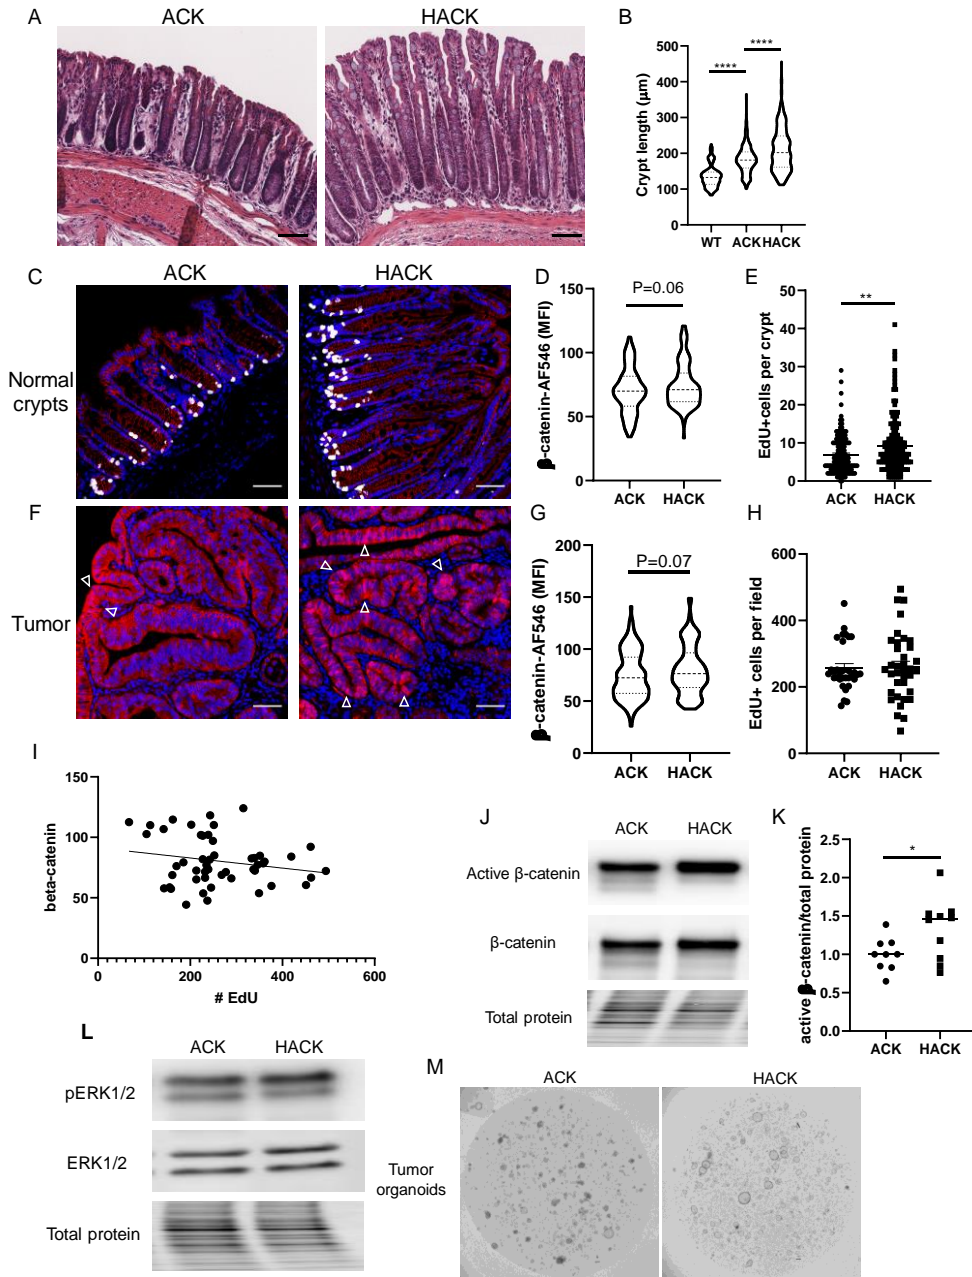 A
ACK
HACK
B
Crypt length (μm)
500
400
300
200
100
0
****
****
WT
ACK
HACK
C
ACK
HACK
Normal
crypts
D
β-catenin-AF546 (MFI)
150
100
50
0
P=0.06
ACK
HACK
E
EdU+cells per crypt
50
40
30
20
10
0
**
ACK
HACK
F
Tumor
G
β-catenin-AF546 (MFI)
200
150
100
50
0
P=0.07
ACK
HACK
H
EdU+ cells per field
600
400
200
0
ACK
HACK
I
beta-catenin
150
100
50
0
0
200
400
600
# EdU
J
ACK
HACK
Active β-catenin
β-catenin
Total protein
K
active β-catenin/total protein
2.5
2.0
1.5
1.0
0.5
0.0
*
ACK
HACK
L
ACK
HACK
pERK1/2
ERK1/2
Total protein
M
ACK
HACK
Tumor
organoids